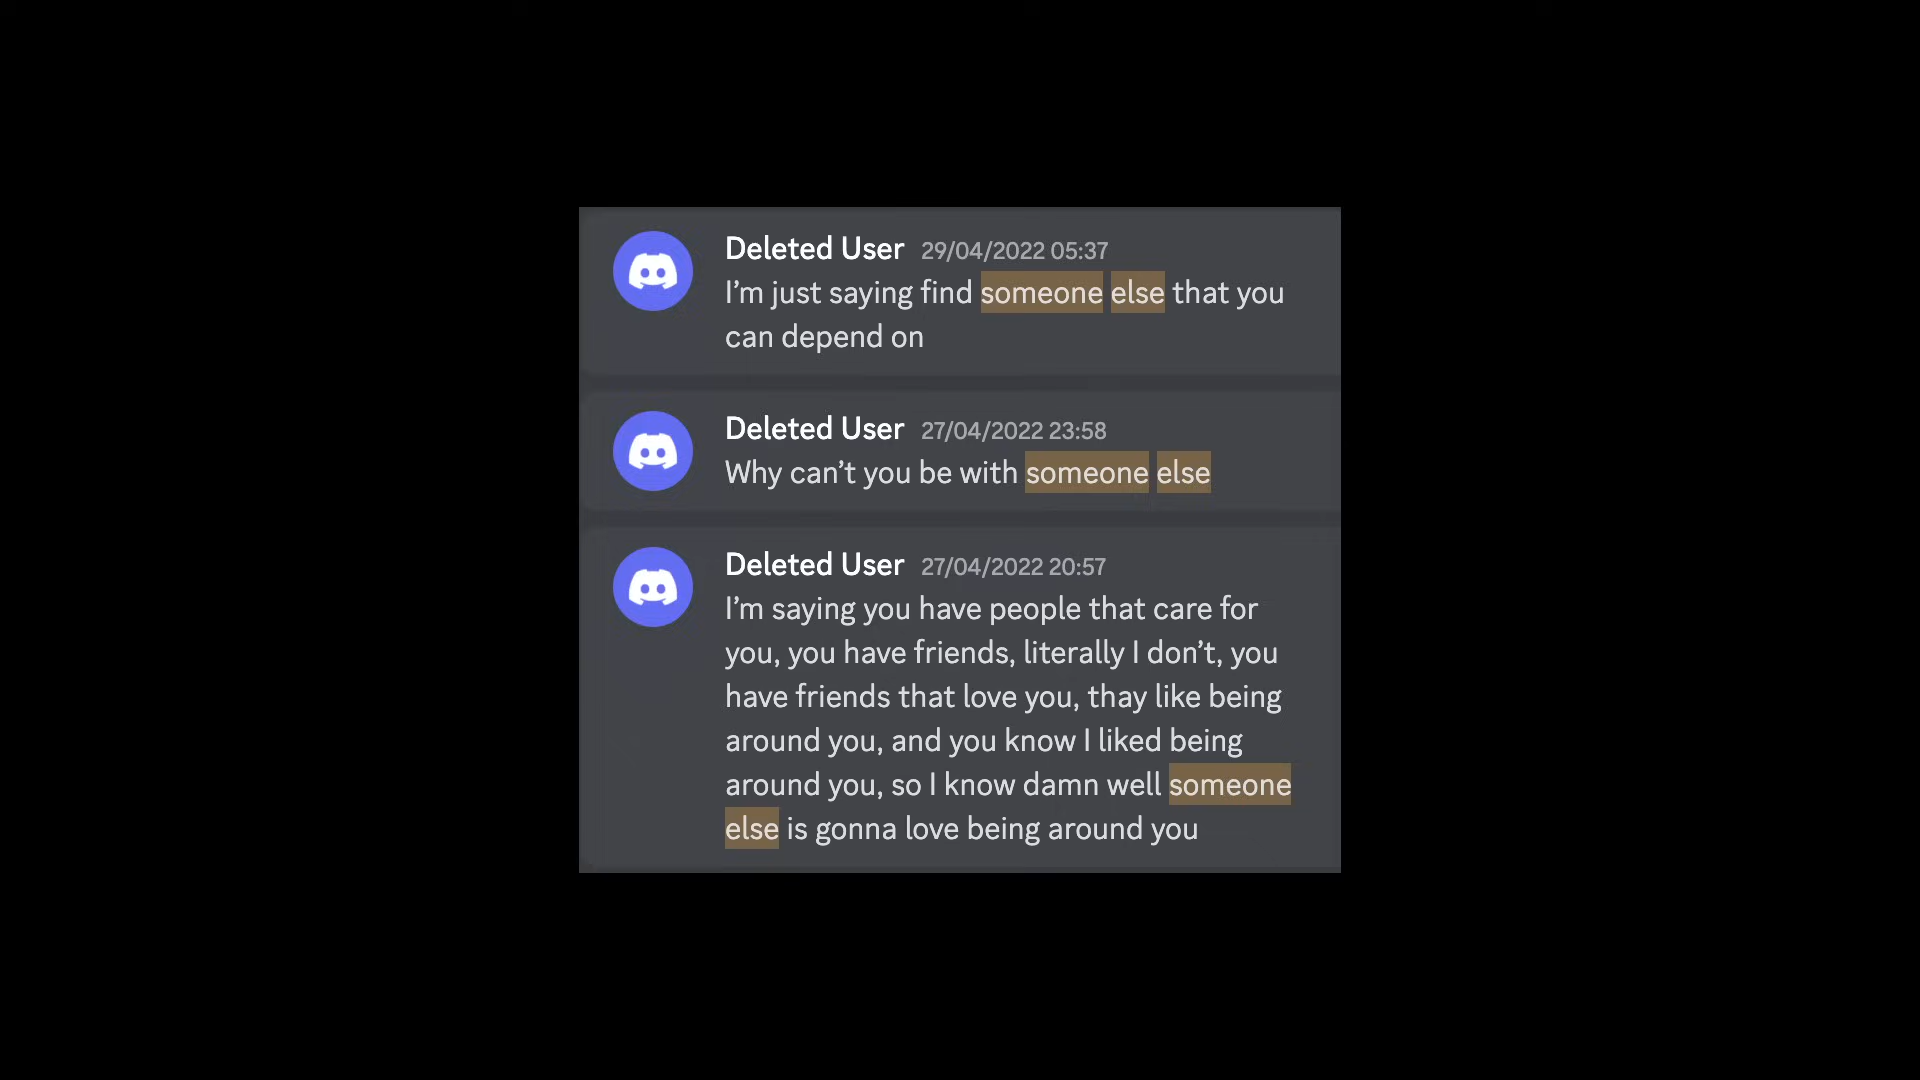 Deleted User 29/04/2022 05:37
I’m just saying find someone else that you
can depend on
Deleted User 27/04/2022 23:58
Why can’t you be with someone else
Deleted User 27/04/2022 20:57
I’m saying you have people that care for
you, you have friends, literally I don’t, you
have friends that love you, thay like being
around you, and you know I liked being
around you, so I know damn well someone
else is gonna love being around you